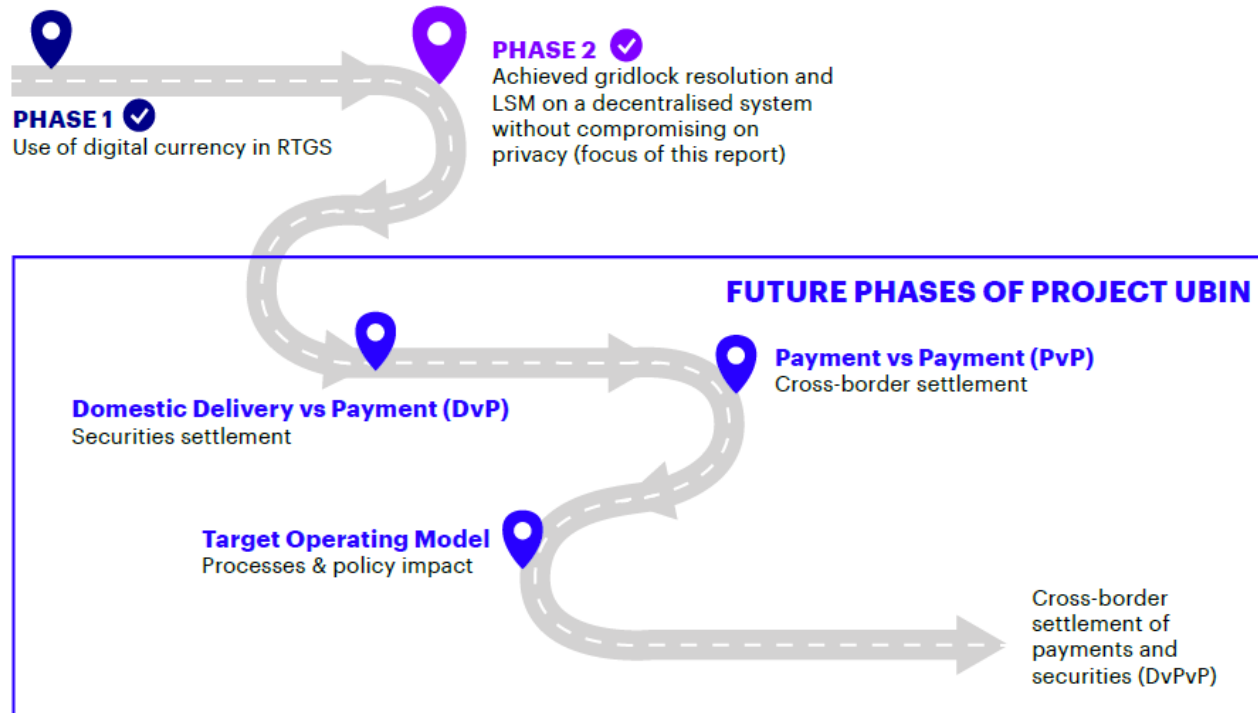 PHASE 1
Use of digital currency in RTGS
PHASE 2
Achieved gridlock resolution and
LSM on a decentralised system
without compromising on
privacy (focus of this report)
FUTURE PHASES OF PROJECT UBIN
Domestic Delivery vs Payment (DvP)
Securities settlement
Payment vs Payment (PvP)
Cross-border settlement
Target Operating Model
Processes & policy impact
Cross-border
settlement of
payments and
securities (DvPvP)